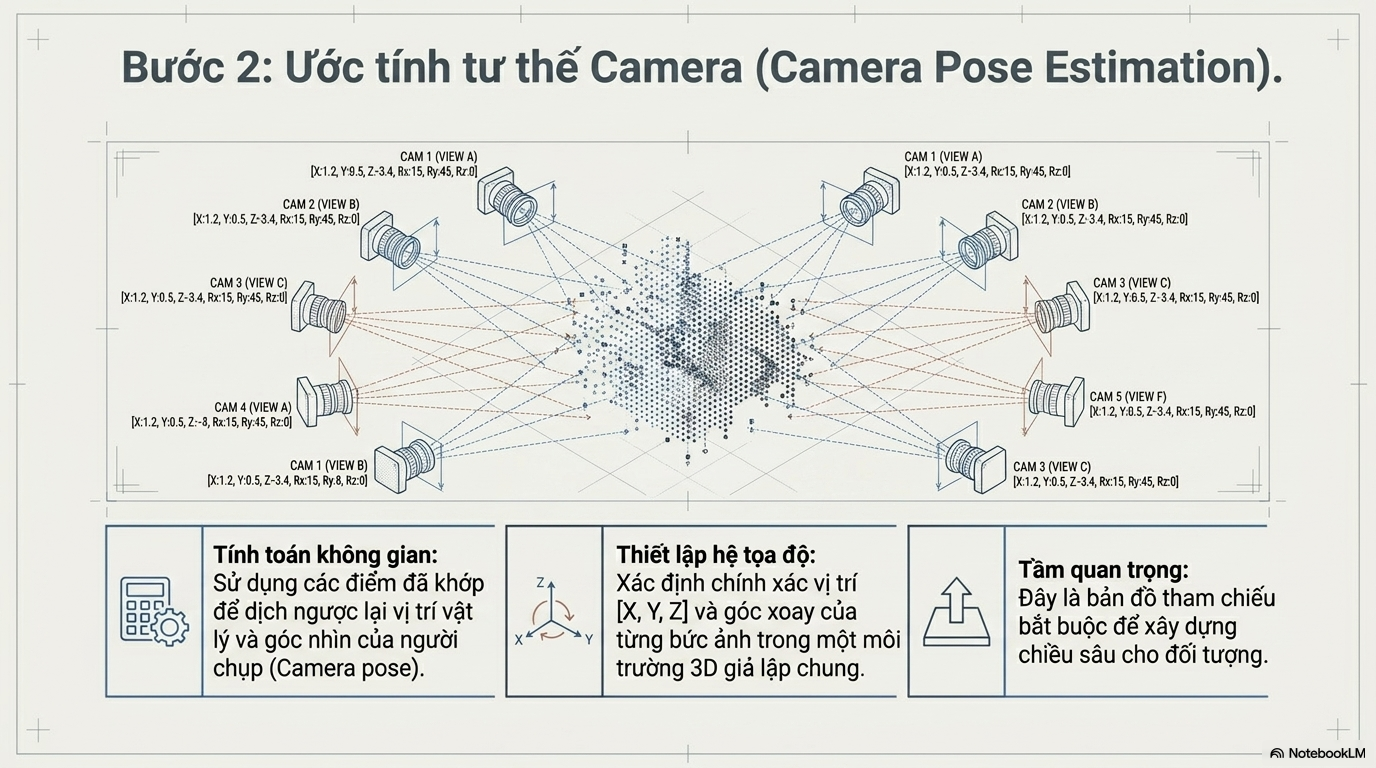 Bước 2: Ước tính tư thế Camera (Camera Pose Estimation).
CAM 1 (VIEW A)
[X:1.2, Y:9.5, Z:-3.4, Rx:15, Ry:45, Rz:0]
CAM 2 (VIEW B)
[X:1.2, Y:0.5, Z-3.4, Rx:15, Ry:45, Rz:0]
CAM 3 (VIEW C)
[X:1.2, Y:0.5, Z-3.4, Rx:15, Ry:45, Rz:0]
CAM 4 (VIEW A)
[X:1.2, Y:0.5, Z:-8, Rx:15, Ry:45, Rz:0]
CAM 1 (VIEW B)
[X:1.2, Y:0.5, Z-3.4, Rx:15, Ry:8, Rz:0]
CAM 1 (VIEW A)
[X:1.2, Y:0.5, Z-3.4, Rx:15, Ry:45, Rz:0]
CAM 2 (VIEW B)
[X:1.2, Y:0.5, Z-3.4, Rx:15, Ry:45, Rz:0]
CAM 3 (VIEW C)
[X:1.2, Y:6.5, Z-3.4, Rx:15, Ry:45, Rz:0]
CAM 5 (VIEW F)
[X:1.2, Y:8.5, Z-3.4, Rx:15, Ry:45, Rz:0]
CAM 3 (VIEW C)
[X:1.2, Y:0.5, Z-3.4, Rx:15, Ry:45, Rz:0]
Tính toán không gian:
Sử dụng các điểm đã khớp
để dịch ngược lại vị trí vật
lý và góc nhìn của người
chụp (Camera pose).
Z
X
Y
Thiết lập hệ tọa độ:
Xác định chính xác vị trí
[X, Y, Z] và góc xoay của
từng bức ảnh trong một môi
trường 3D giả lập chung.
Tầm quan trọng:
Đây là bản đồ tham chiếu
bắt buộc để xây dựng
chiều sâu cho đối tượng.
NotebookLM